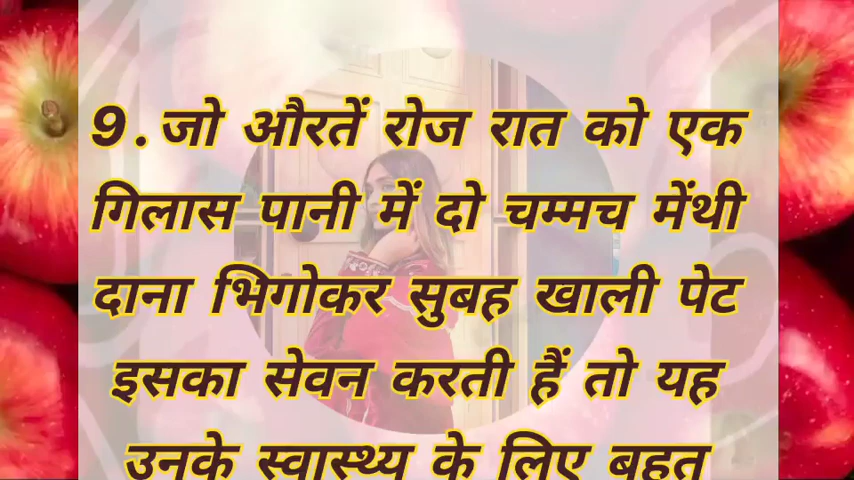 9 . जो औरतें रोज रात को एक
गिलास पानी में दो चम्मच मेंथी
दाना भिगोकर सुबह खाली पेट
इसका सेवन करती हैं तो यह
उनके स्वास्थ्य के लिए बहुत